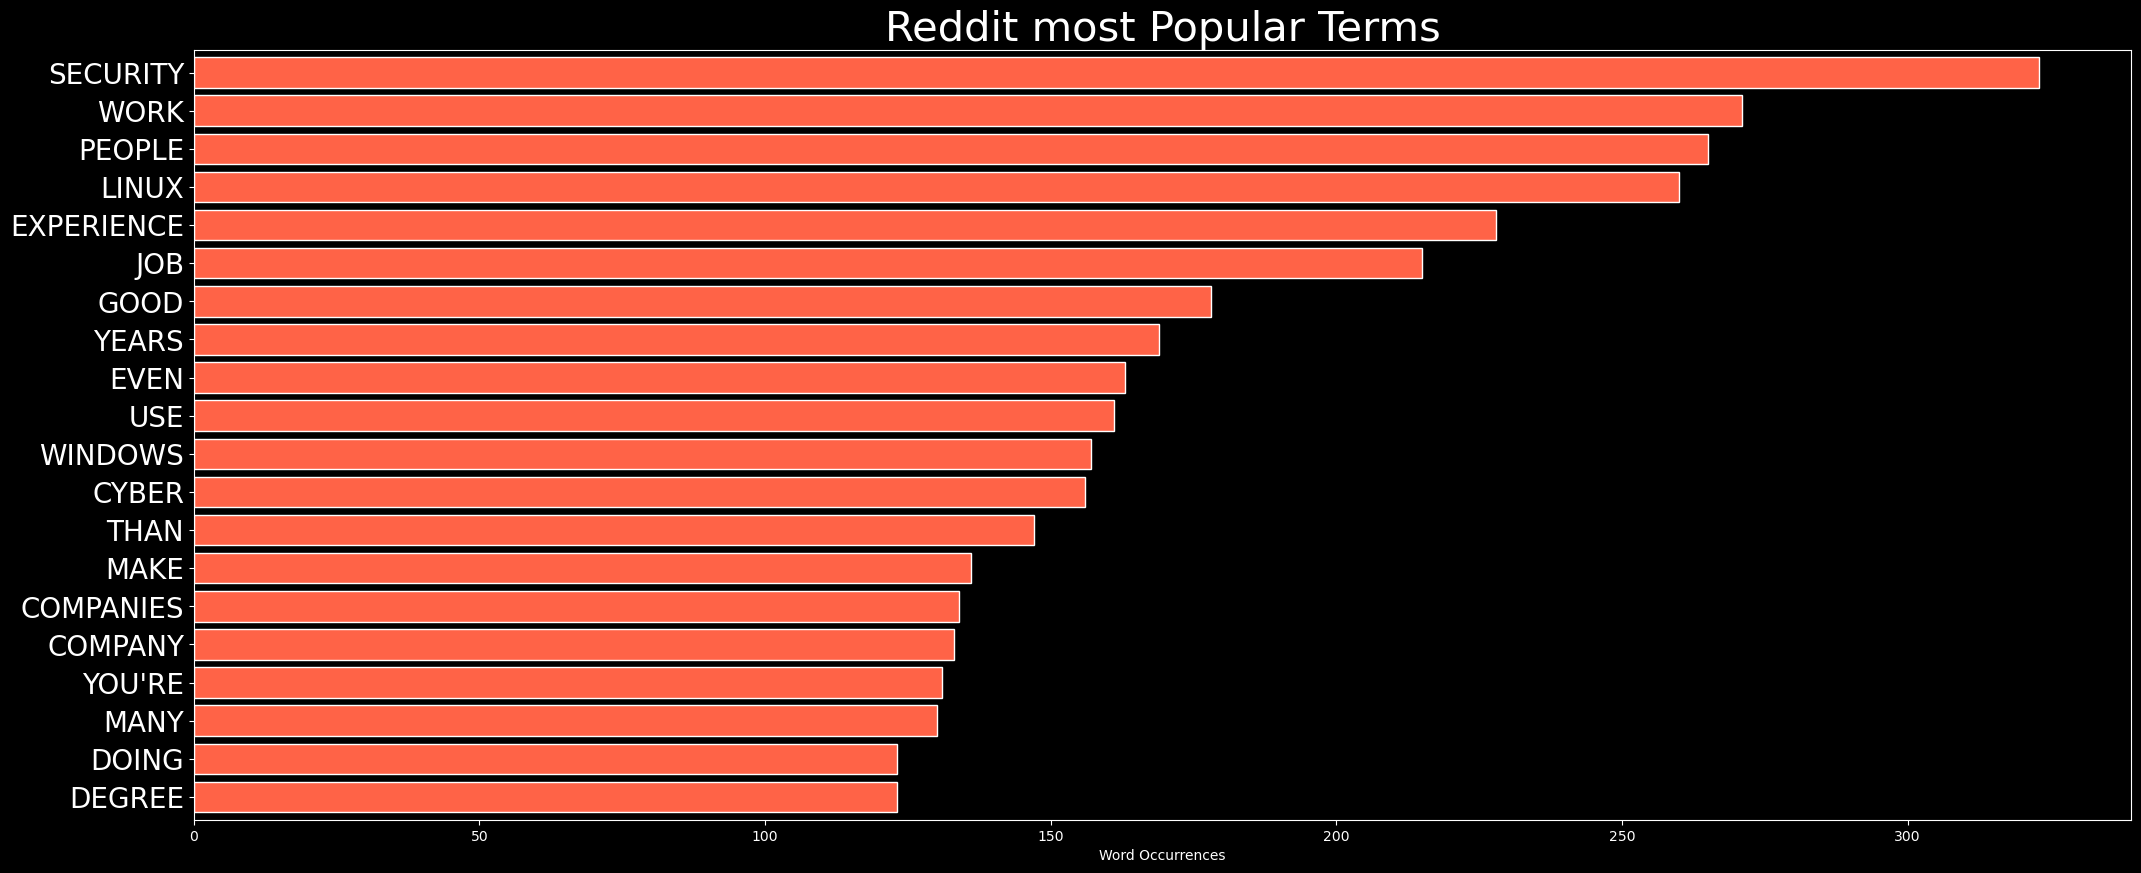 Reddit most Popular Terms
SECURITY
WORK
PEOPLE
LINUX
EXPERIENCE
JOB
GOOD
YEARS
EVEN
USE
WINDOWS
CYBER
THAN
MAKE
COMPANIES
COMPANY
YOU'RE
MANY
DOING
DEGREE
0 50 100 150 200 250 300
Word Occurrences